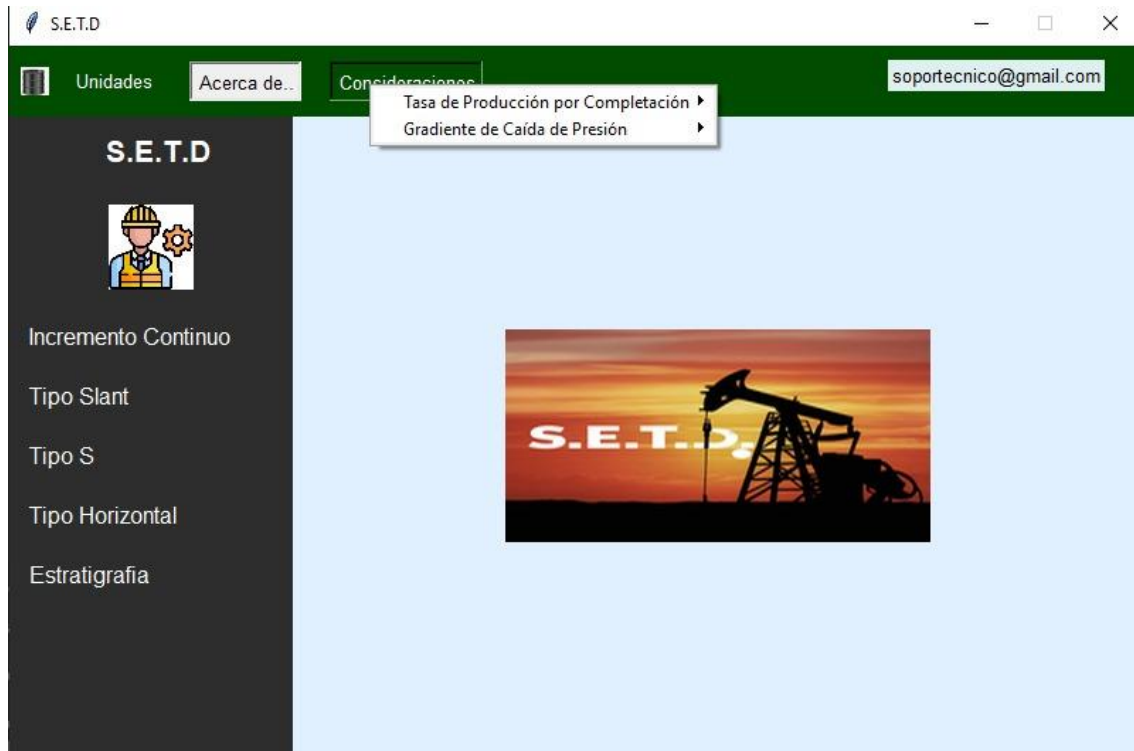 S.E.T.D
Unidades
Acerca de..
Consideraciones
soportecnico@gmail.com
Tasa de Producción por Completación
Gradiente de Caída de Presión
S.E.T.D
Incremento Continuo
Tipo Slant
Tipo S
Tipo Horizontal
Estratigrafia
S.E.T.D.